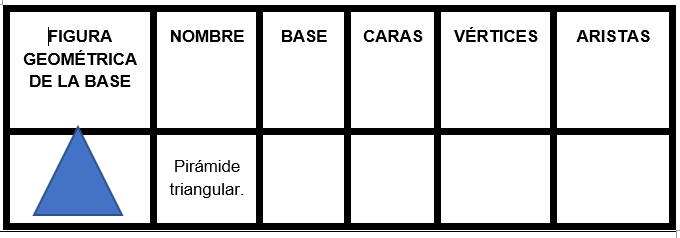 FIGURA
GEOMÉTRICA
DE LA BASE
NOMBRE
BASE
CARAS
VÉRTICES
ARISTAS
Pirámide
triangular.